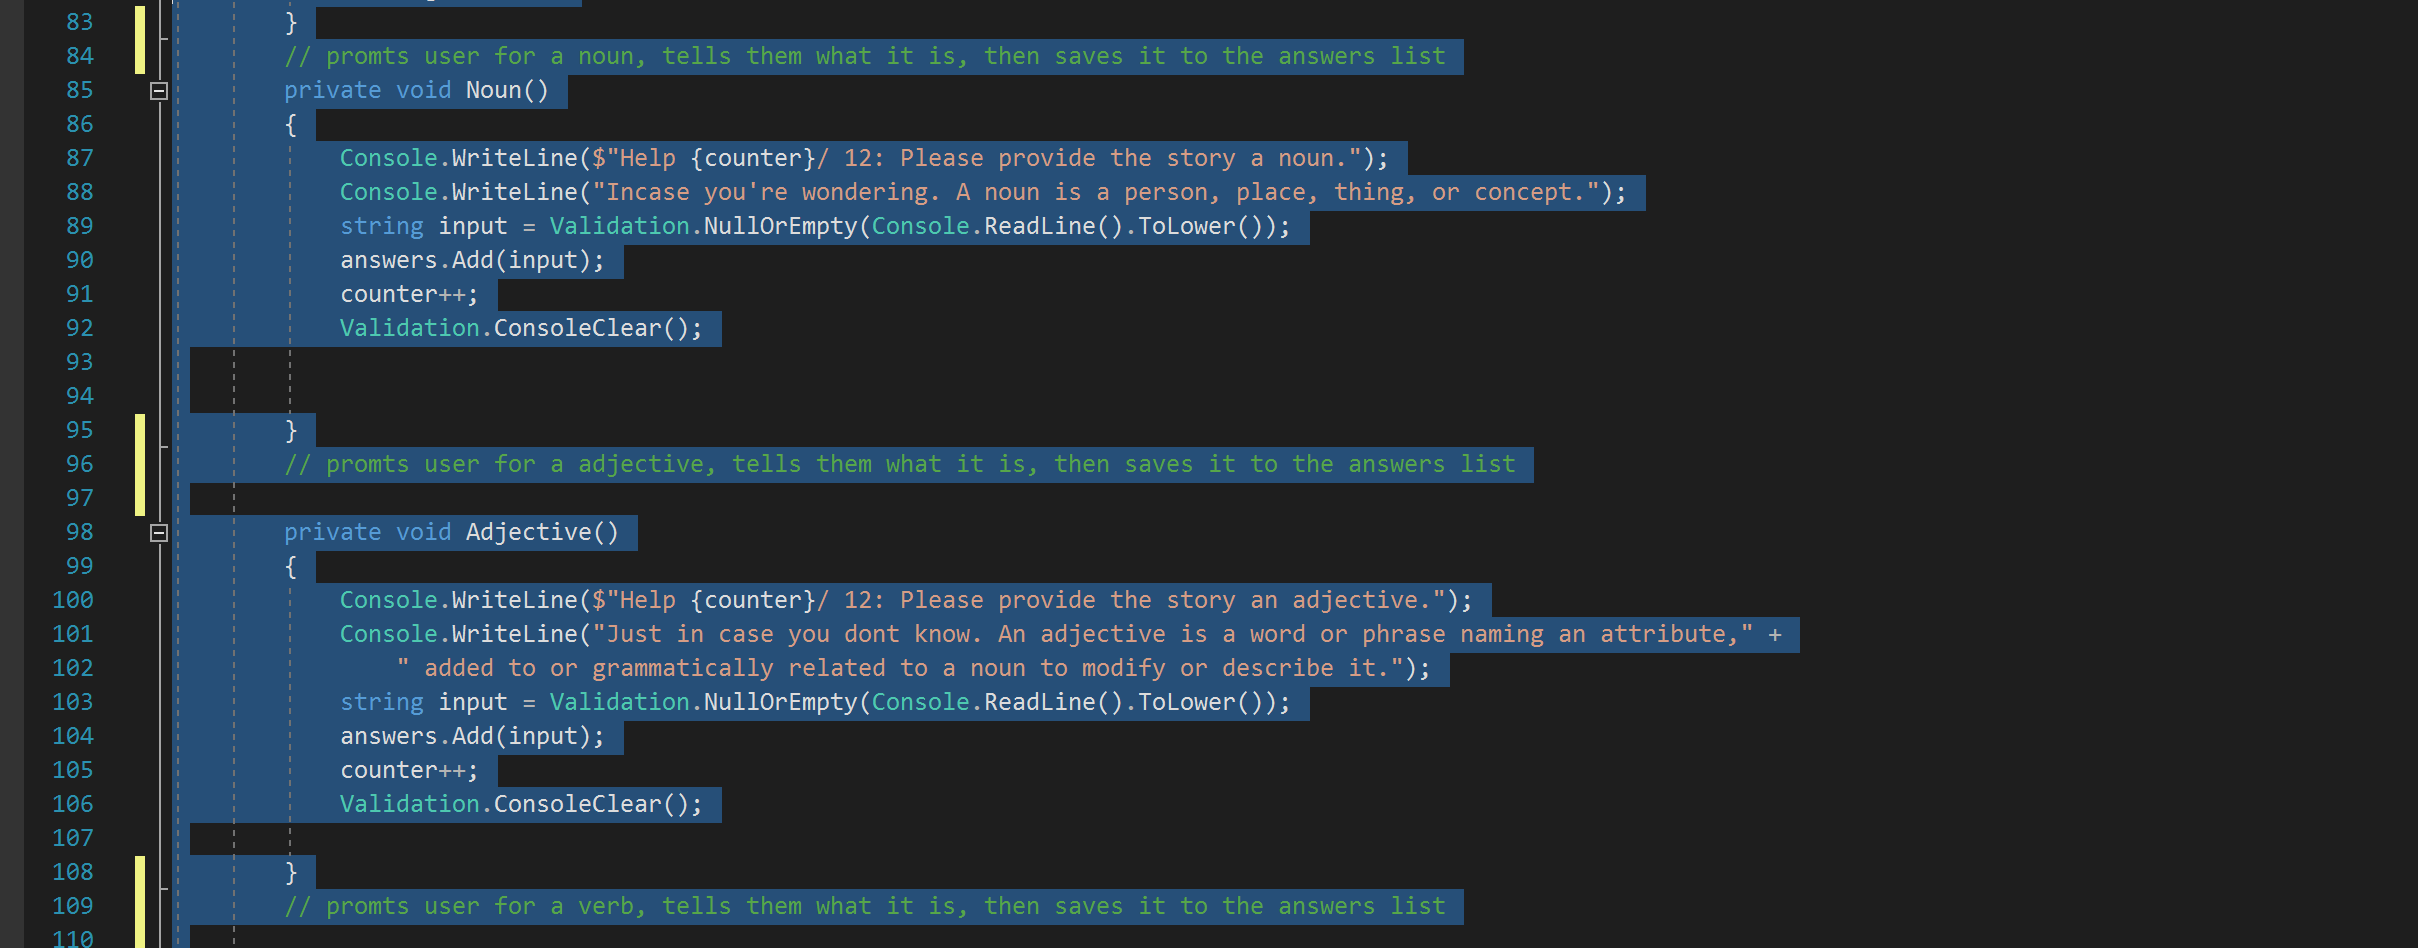 83 }
84 // promts user for a noun, tells them what it is, then saves it to the answers list
85 private void Noun()
86 {
87 Console.WriteLine($"Help {counter}/ 12: Please provide the story a noun.");
88 Console.WriteLine("Incase you're wondering. A noun is a person, place, thing, or concept.");
89 string input = Validation.NullOrEmpty(Console.ReadLine().ToLower());
90 answers.Add(input);
91 counter++;
92 Validation.ConsoleClear();
93
94
95 }
96 // promts user for a adjective, tells them what it is, then saves it to the answers list
97
98 private void Adjective()
99 {
100 Console.WriteLine($"Help {counter}/ 12: Please provide the story an adjective.");
101 Console.WriteLine("Just in case you dont know. An adjective is a word or phrase naming an attribute," +
102 " added to or grammatically related to a noun to modify or describe it.");
103 string input = Validation.NullOrEmpty(Console.ReadLine().ToLower());
104 answers.Add(input);
105 counter++;
106 Validation.ConsoleClear();
107
108 }
109 // promts user for a verb, tells them what it is, then saves it to the answers list
110